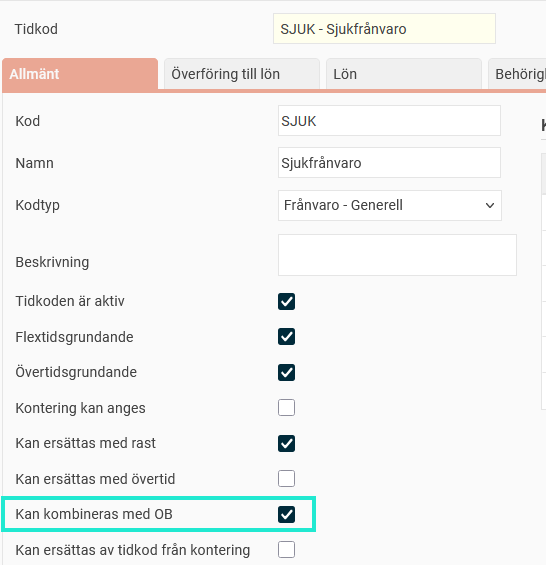 Tidkod SJUK - Sjukfrånvaro
Allmänt Överföring till lön Lön
Kod SJUK
Namn Sjukfrånvaro
Kodtyp Frånvaro - Generell
Beskrivning
Tidkoden är aktiv
Flextidsgrundande
Övertidsgrundande
Kontering kan anges
Kan ersättas med rast
Kan ersättas med övertid
Kan kombineras med OB
Kan ersättas av tidkod från kontering